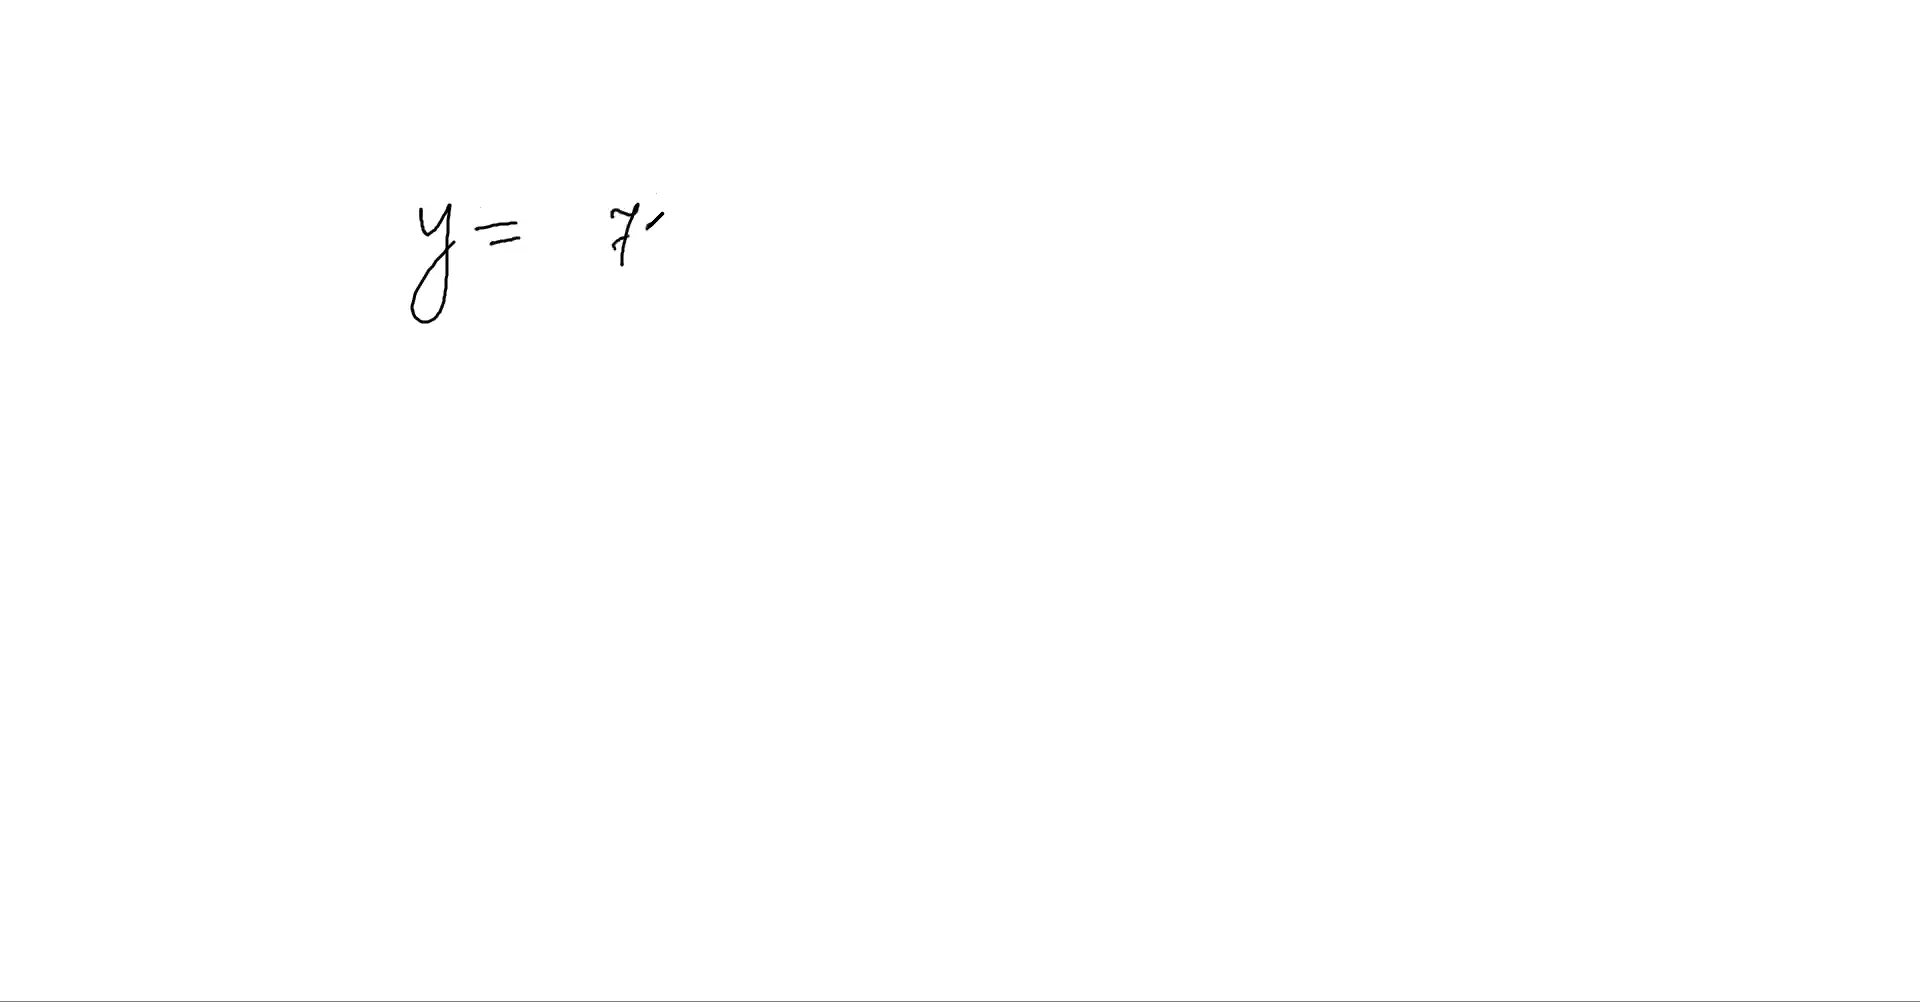 y = 7